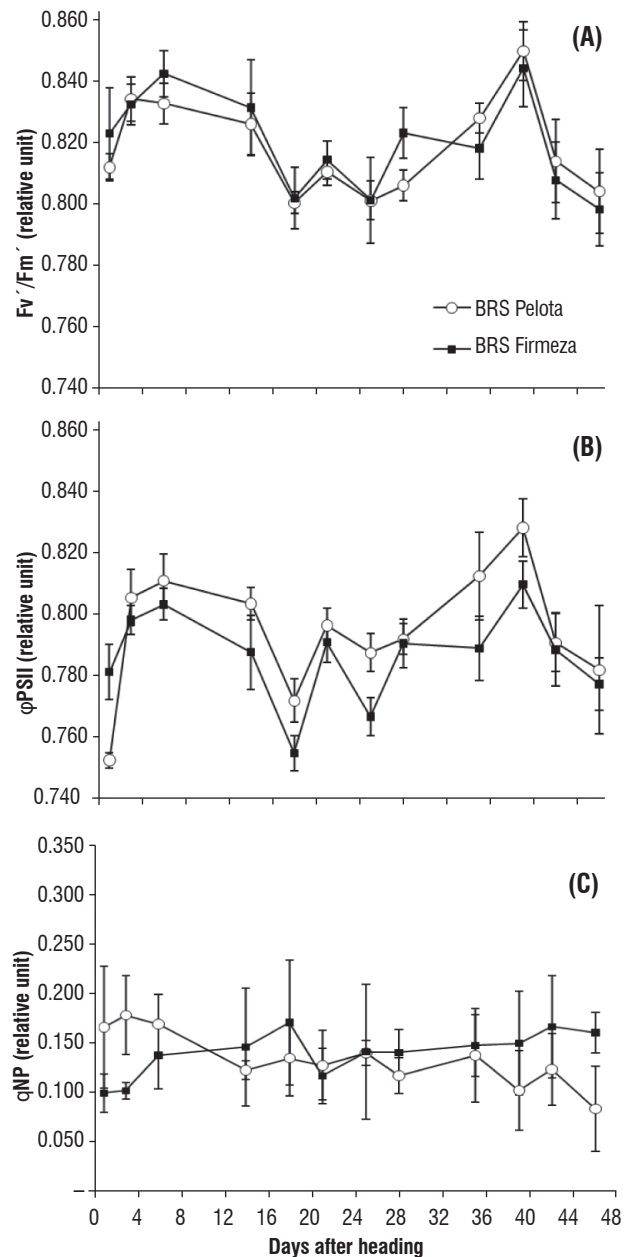 (A)
0.860
0.840
0.820
0.800
0.780
0.760
0.740
Fv´/Fm´ (relative unit)
BRS Pelota
BRS Firmeza
(B)
0.860
0.840
0.820
0.800
0.780
0.760
0.740
φPSII (relative unit)
(C)
0.350
0.300
0.250
0.200
0.150
0.100
0.050
–
qNP (relative unit)
0 4 8 12 16 20 24 28 32 36 40 44 48
Days after heading